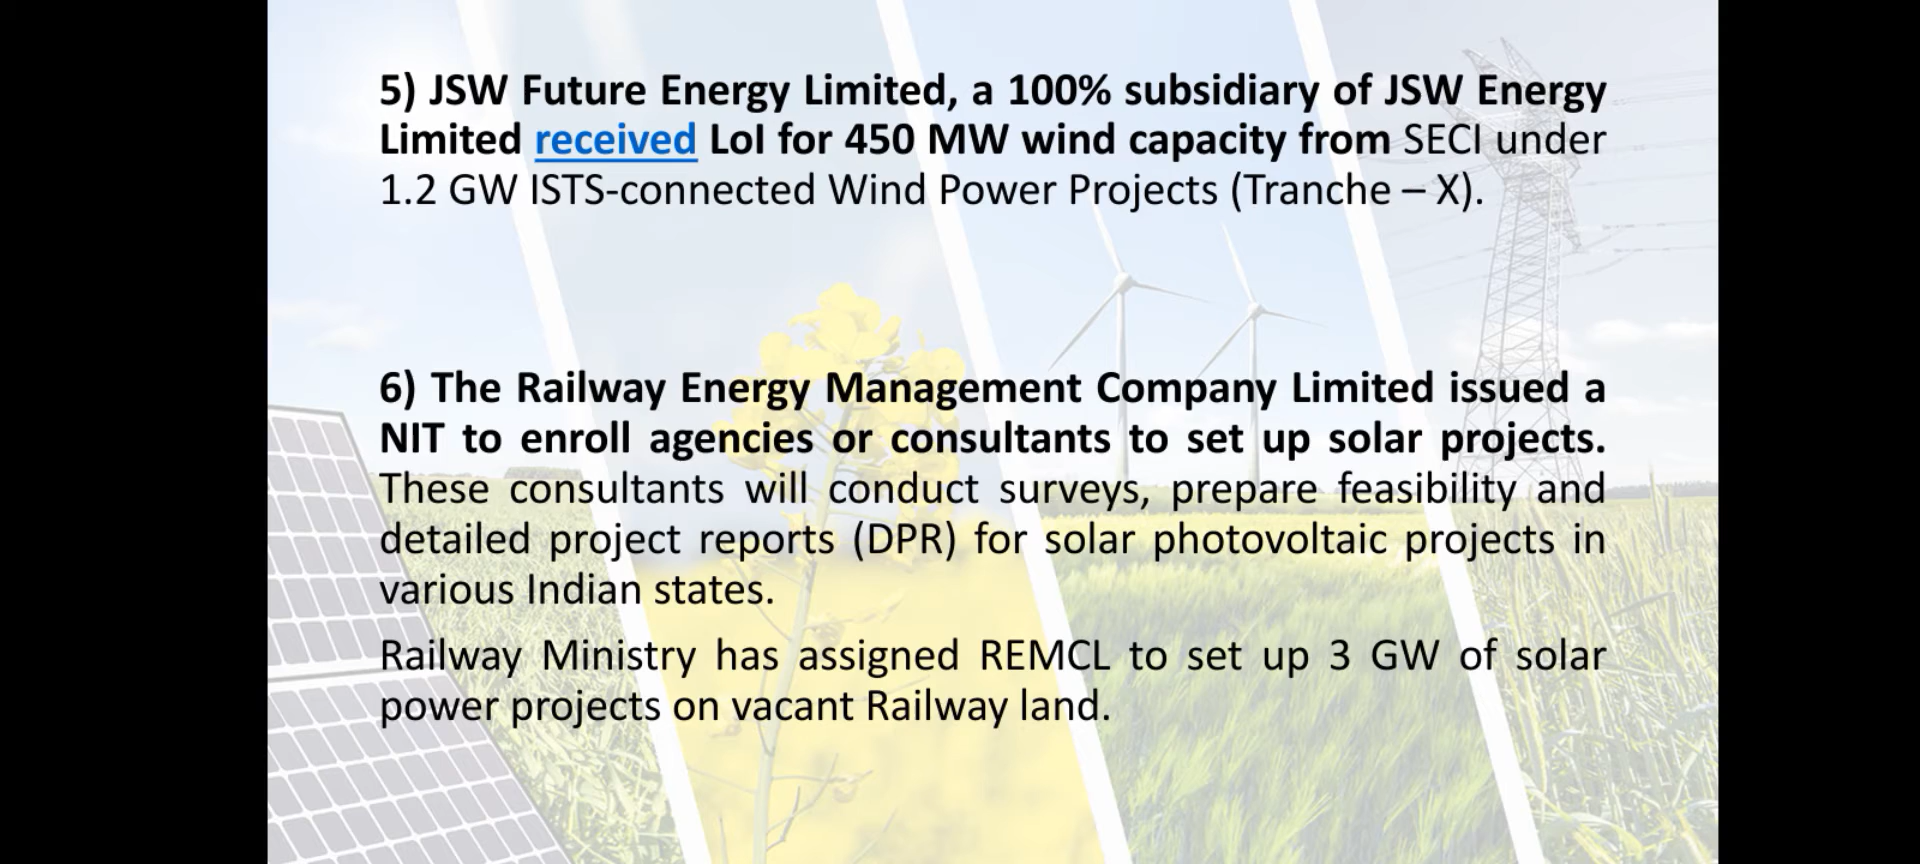 5) JSW Future Energy Limited, a 100% subsidiary of JSW Energy
Limited received LoI for 450 MW wind capacity from SECI under
1.2 GW ISTS-connected Wind Power Projects (Tranche – X).
6) The Railway Energy Management Company Limited issued a
NIT to enroll agencies or consultants to set up solar projects.
These consultants will conduct surveys, prepare feasibility and
detailed project reports (DPR) for solar photovoltaic projects in
various Indian states.
Railway Ministry has assigned REMCL to set up 3 GW of solar
power projects on vacant Railway land.